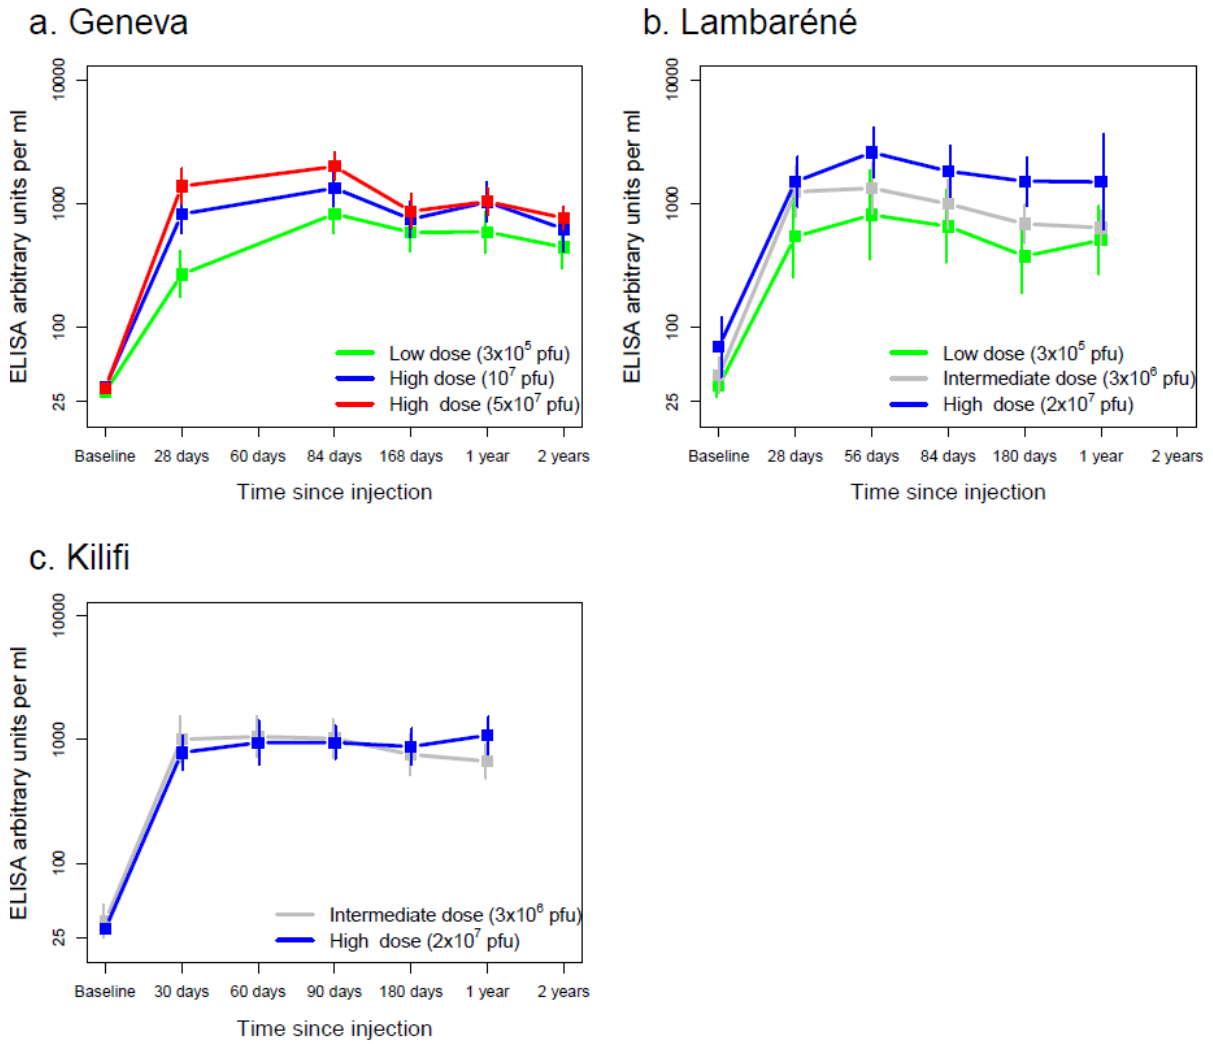 a. Geneva
ELISA arbitrary units per ml
10000
1000
100
25
Low dose (3x10⁵ pfu)
High dose (10⁷ pfu)
High dose (5x10⁷ pfu)
Baseline 28 days 60 days 84 days 168 days 1 year 2 years
Time since injection
b. Lambaréné
ELISA arbitrary units per ml
10000
1000
100
25
Low dose (3x10⁵ pfu)
Intermediate dose (3x10⁶ pfu)
High dose (2x10⁷ pfu)
Baseline 28 days 56 days 84 days 180 days 1 year 2 years
Time since injection
c. Kilifi
ELISA arbitrary units per ml
10000
1000
100
25
Intermediate dose (3x10⁶ pfu)
High dose (2x10⁷ pfu)
Baseline 30 days 60 days 90 days 180 days 1 year 2 years
Time since injection